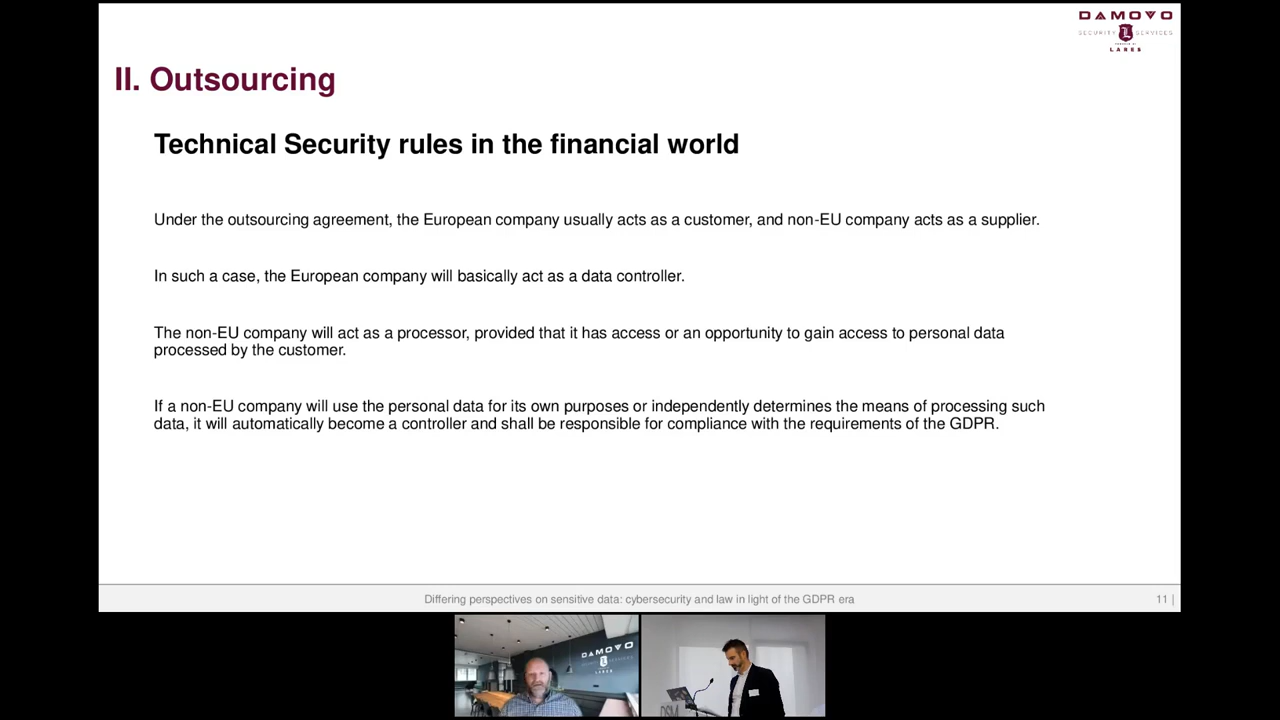 DAMOVO
SECURITY SERVICES
LARES
II. Outsourcing
Technical Security rules in the financial world
Under the outsourcing agreement, the European company usually acts as a customer, and non-EU company acts as a supplier.
In such a case, the European company will basically act as a data controller.
The non-EU company will act as a processor, provided that it has access or an opportunity to gain access to personal data
processed by the customer.
If a non-EU company will use the personal data for its own purposes or independently determines the means of processing such
data, it will automatically become a controller and shall be responsible for compliance with the requirements of the GDPR.
Differing perspectives on sensitive data: cybersecurity and law in light of the GDPR era
11 |
DAMOVO
LARES
DSM